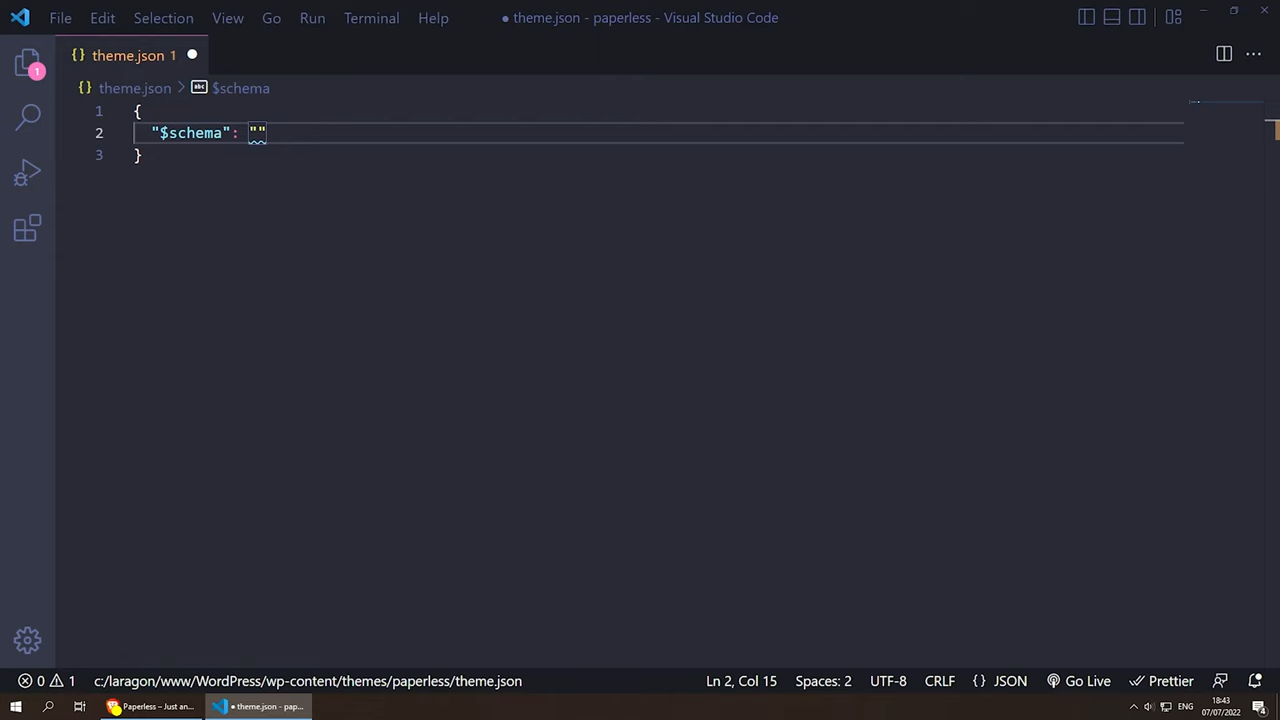 File Edit Selection View Go Run Terminal Help ● theme.json - paperless - Visual Studio Code
{} theme.json 1 ●
{} theme.json > abc $schema
1 {
2 "$schema": ""
3 }
1
0 1 c:/laragon/www/WordPress/wp-content/themes/paperless/theme.json Ln 2, Col 15 Spaces: 2 UTF-8 CRLF {} JSON Go Live Prettier
Paperless – Just an... ● theme.json - pap... ENG 18:43
07/07/2022 4